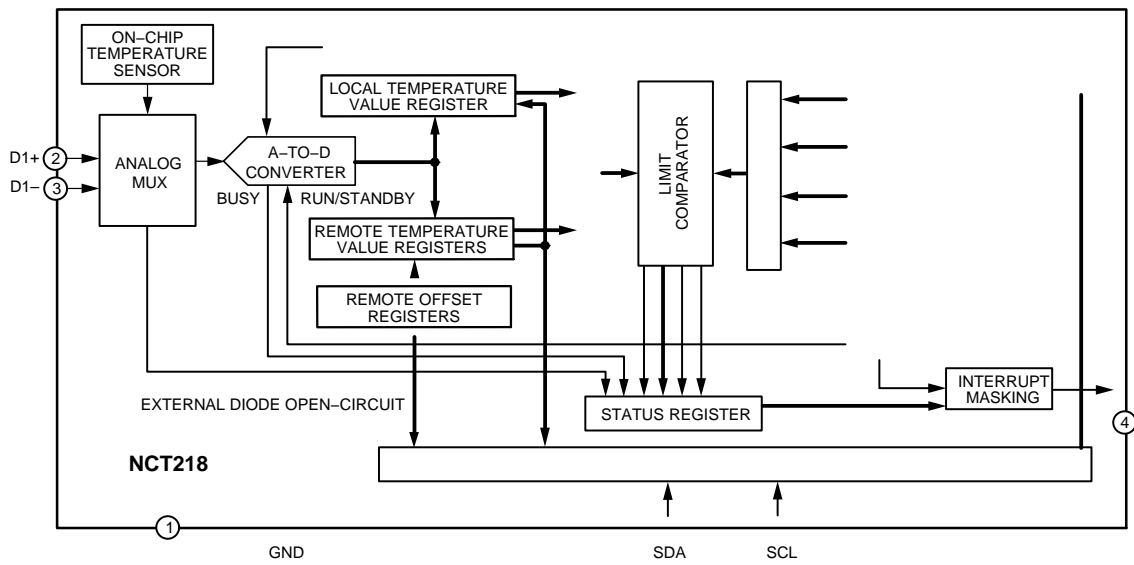 ON–CHIP
TEMPERATURE
SENSOR
LOCAL TEMPERATURE
VALUE REGISTER
D1+
2
D1–
3
ANALOG
MUX
A–TO–D
CONVERTER
BUSY
RUN/STANDBY
LIMIT
COMPARATOR
REMOTE TEMPERATURE
VALUE REGISTERS
REMOTE OFFSET
REGISTERS
EXTERNAL DIODE OPEN–CIRCUIT
STATUS REGISTER
INTERRUPT
MASKING
4
NCT218
1
GND
SDA
SCL